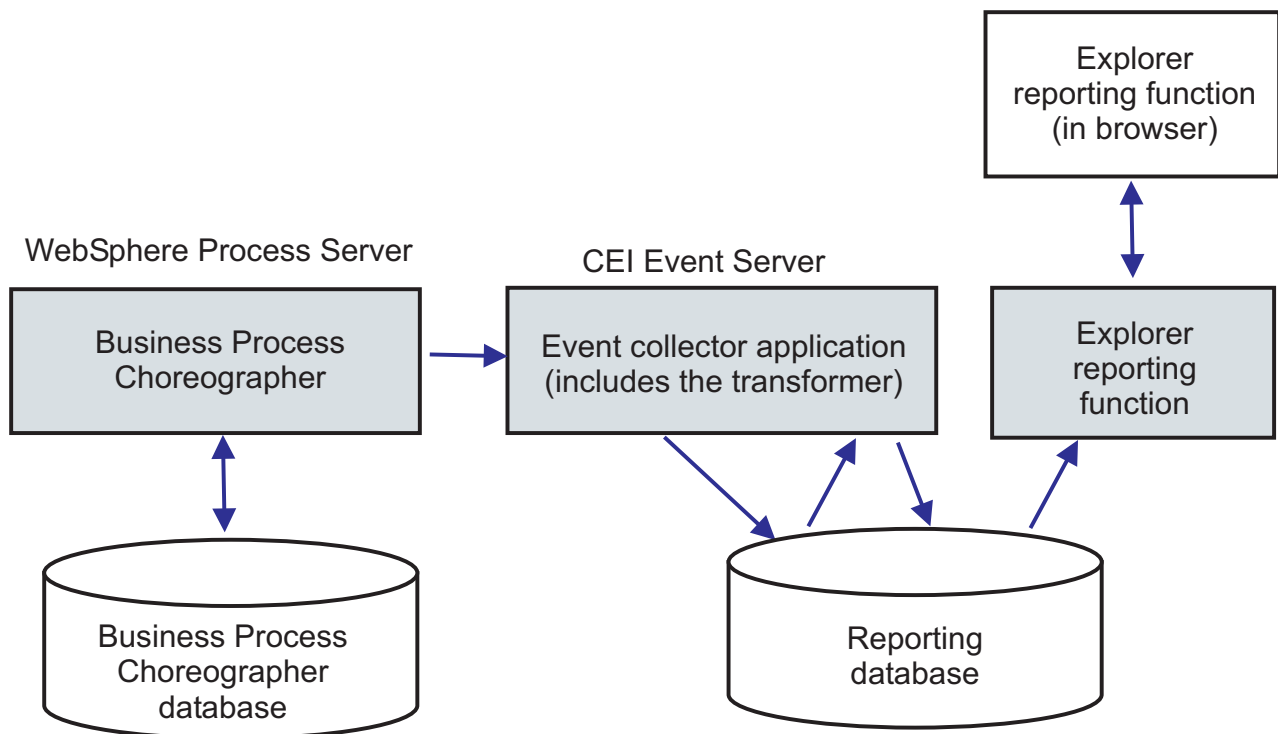 Explorer
reporting function
(in browser)
WebSphere Process Server
CEI Event Server
Business Process
Choreographer
Event collector application
(includes the transformer)
Explorer
reporting
function
Business Process
Choreographer
database
Reporting
database